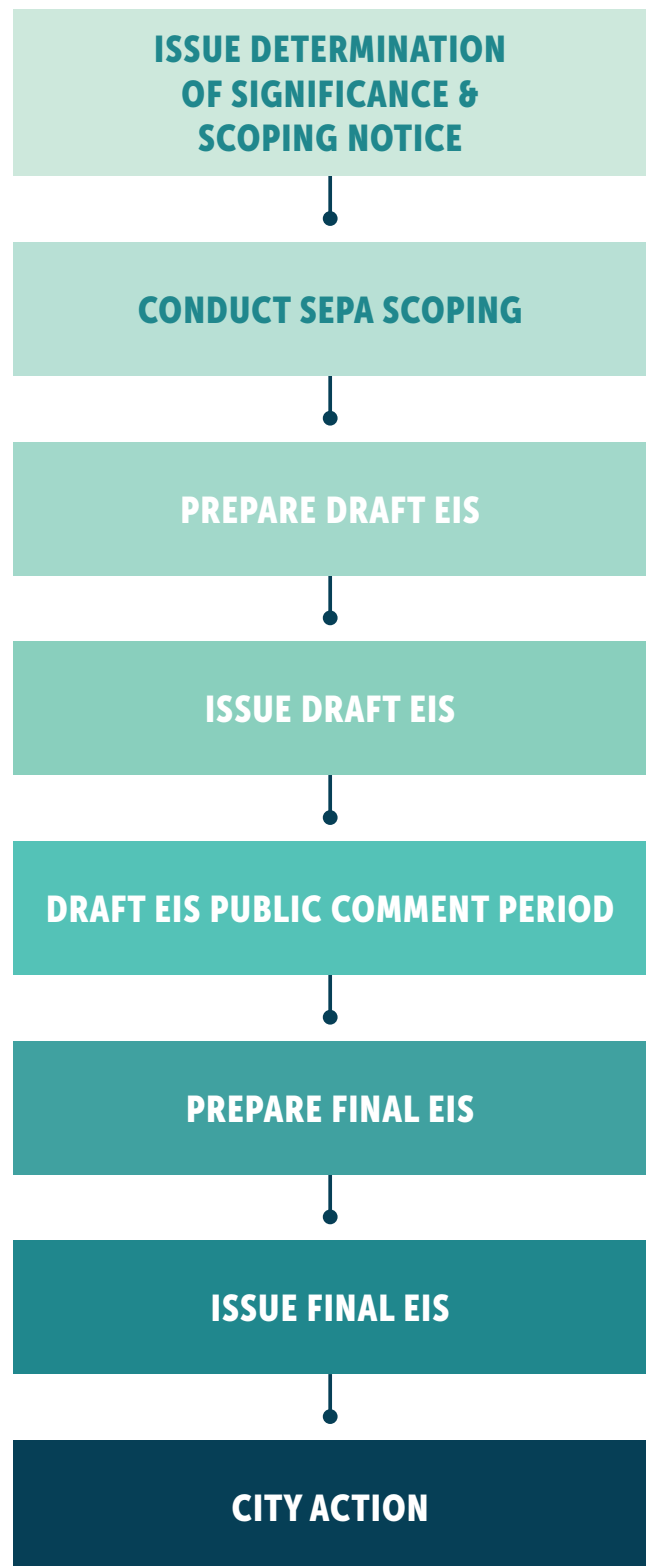 ISSUE DETERMINATION
OF SIGNIFICANCE &
SCOPING NOTICE
CONDUCT SEPA SCOPING
PREPARE DRAFT EIS
ISSUE DRAFT EIS
DRAFT EIS PUBLIC COMMENT PERIOD
PREPARE FINAL EIS
ISSUE FINAL EIS
CITY ACTION